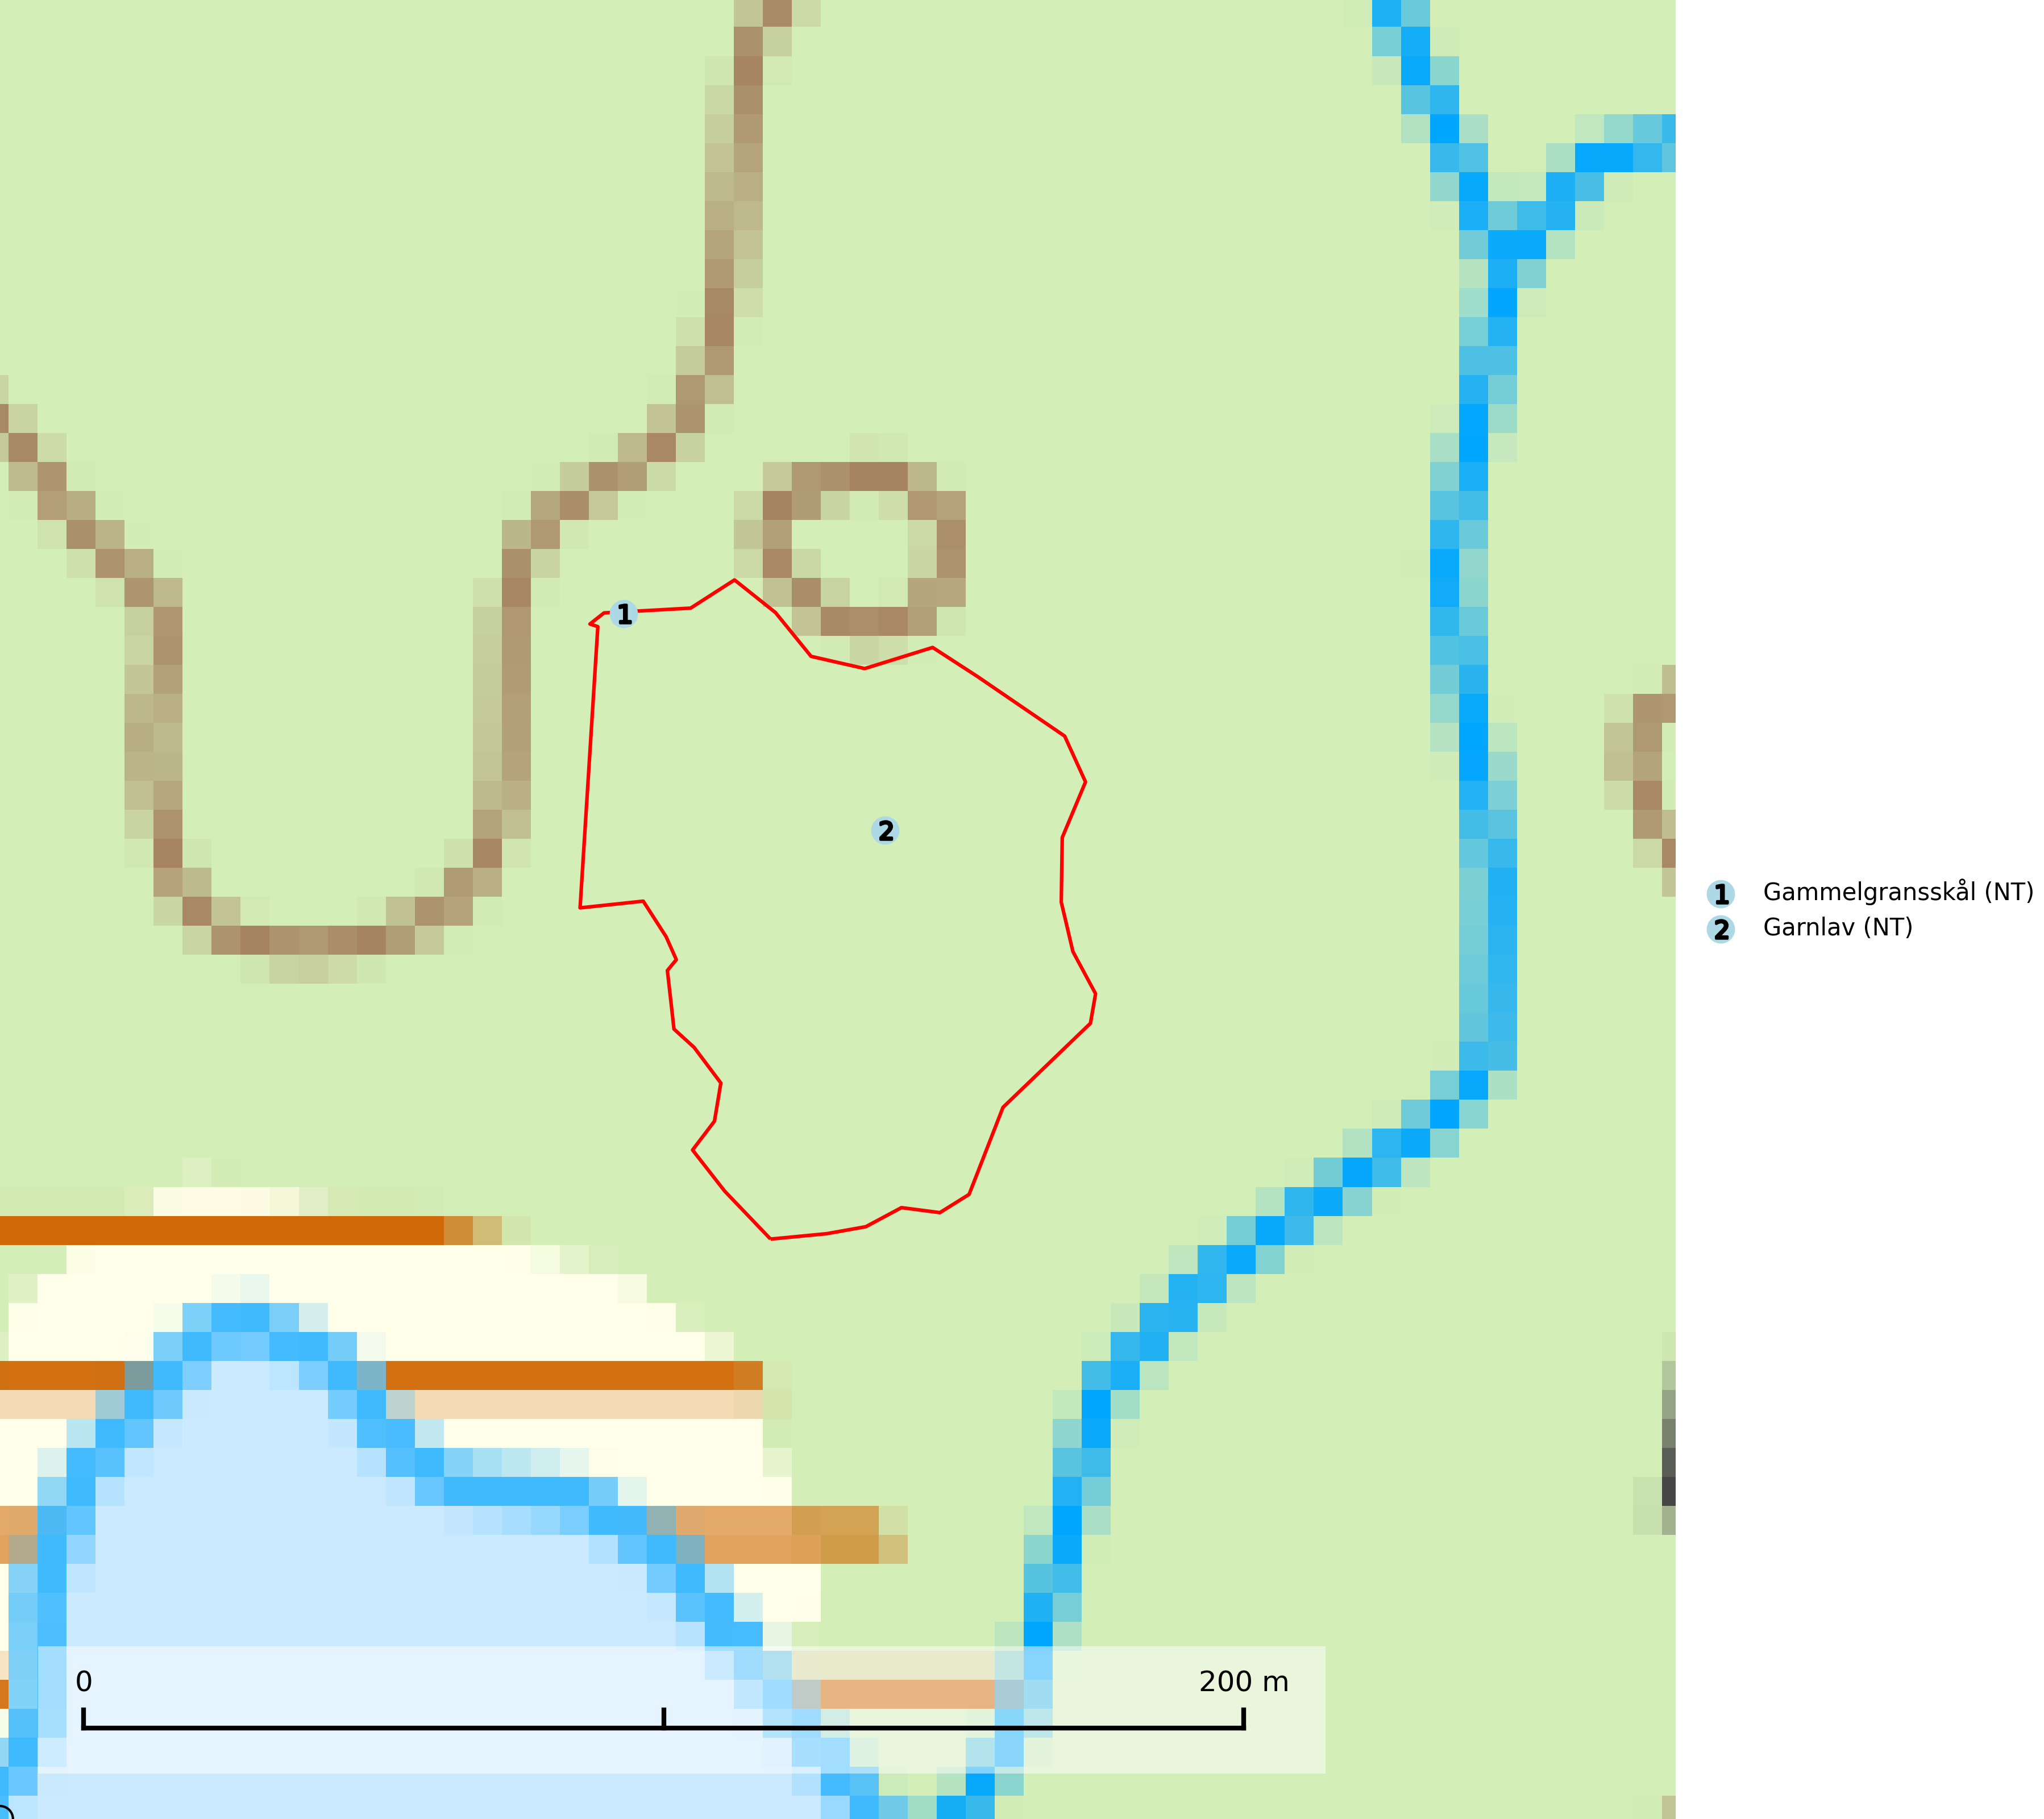 1
2
1 Gammelgransskål (NT)
2 Garnlav (NT)
0 200 m